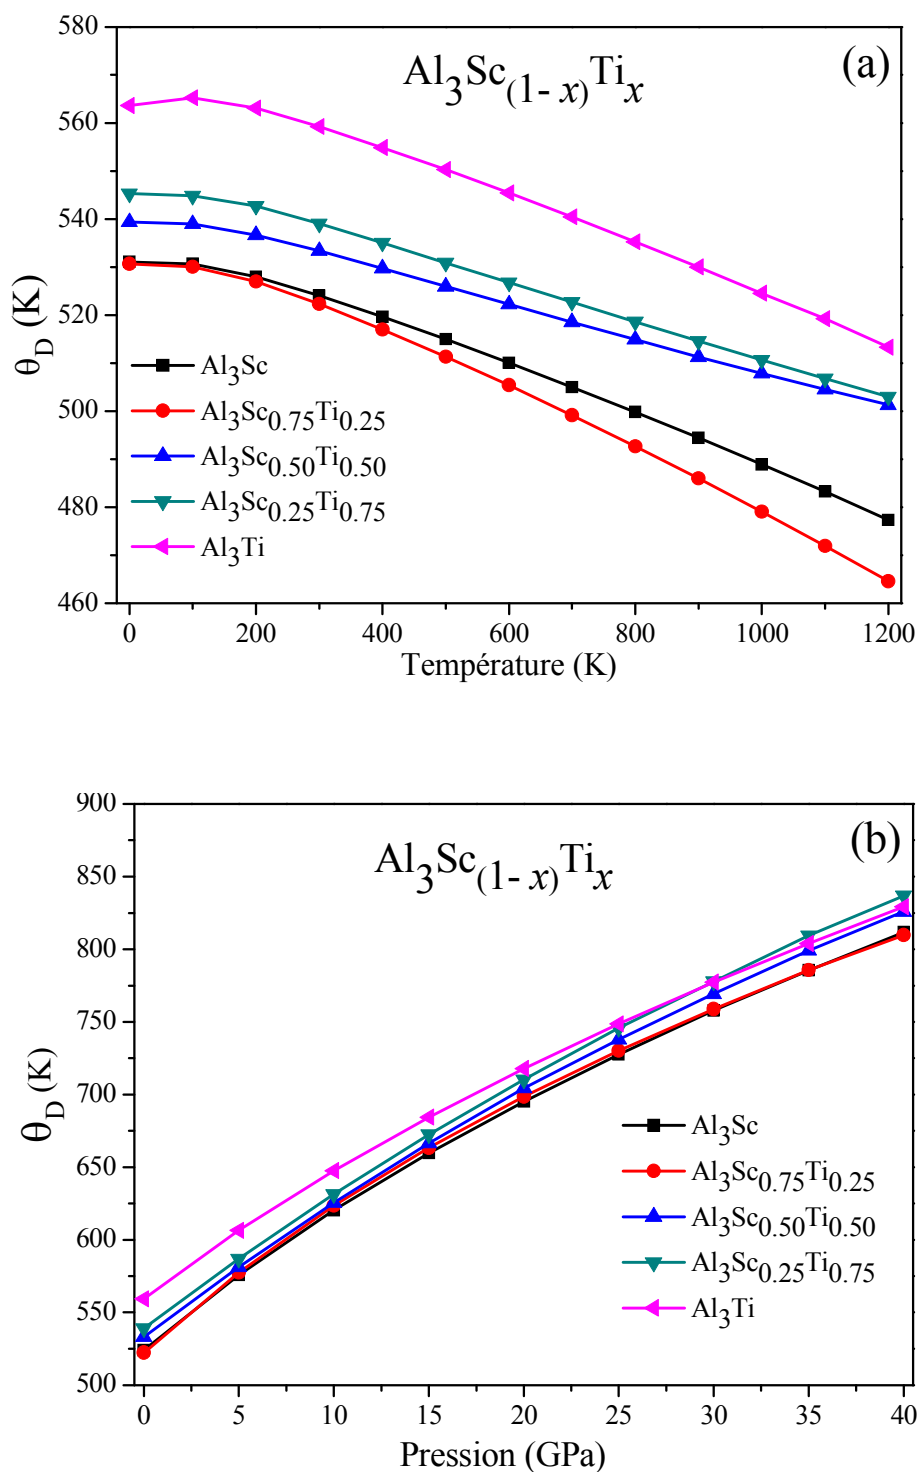 (a)
Al3Sc(1-x)Tix
580
560
540
520
500
480
460
θD (K)
Al3Sc
Al3Sc0.75Ti0.25
Al3Sc0.50Ti0.50
Al3Sc0.25Ti0.75
Al3Ti
0 200 400 600 800 1000 1200
Température (K)
(b)
Al3Sc(1-x)Tix
900
850
800
750
700
650
600
550
500
θD (K)
Al3Sc
Al3Sc0.75Ti0.25
Al3Sc0.50Ti0.50
Al3Sc0.25Ti0.75
Al3Ti
0 5 10 15 20 25 30 35 40
Pression (GPa)